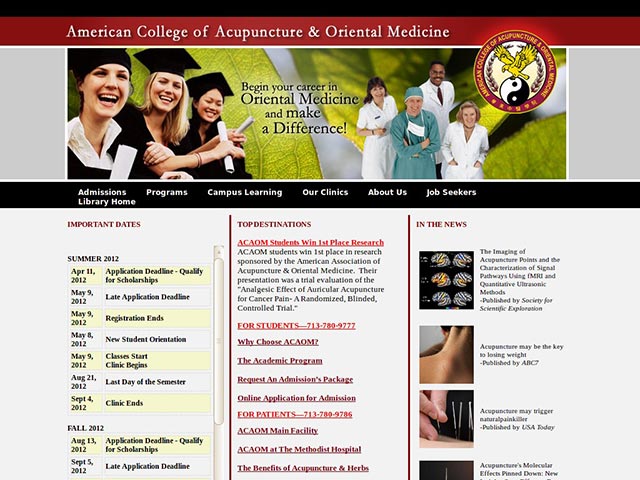 American College of Acupuncture & Oriental Medicine
AMERICAN COLLEGE OF ACUPUNCTURE & ORIENTAL MEDICINE
Begin your career in
Oriental Medicine
and make
a Difference!
Admissions Programs Campus Learning Our Clinics About Us Job Seekers
Library Home
IMPORTANT DATES
SUMMER 2012
Apr 11, 2012 Application Deadline - Qualify for Scholarships
May 9, 2012 Late Application Deadline
May 9, 2012 Registration Ends
May 8, 2012 New Student Orientation
May 9, 2012 Classes Start Clinic Begins
Aug 21, 2012 Last Day of the Semester
Sept 4, 2012 Clinic Ends
FALL 2012
Aug 13, 2012 Application Deadline - Qualify for Scholarships
Sept 5, 2012 Late Application Deadline
TOP DESTINATIONS
ACAOM Students Win 1st Place Research
ACAOM students win 1st place in research
sponsored by the American Association of
Acupuncture & Oriental Medicine. Their
presentation was a trial evaluation of the
"Analgesic Effect of Auricular Acupuncture
for Cancer Pain- A Randomized, Blinded,
Controlled Trial."
FOR STUDENTS—713-780-9777
Why Choose ACAOM?
The Academic Program
Request An Admission's Package
Online Application for Admission
FOR PATIENTS—713-780-9786
ACAOM Main Facility
ACAOM at The Methodist Hospital
The Benefits of Acupuncture & Herbs
IN THE NEWS
The Imaging of
Acupuncture Points and the
Characterization of Signal
Pathways Using fMRI and
Quantitative Ultrasonic
Methods
-Published by Society for
Scientific Exploration
Acupuncture may be the key
to losing weight
-Published by ABC7
Acupuncture may trigger
naturalpainkiller
-Published by USA Today
Acupuncture's Molecular
Effects Pinned Down: New